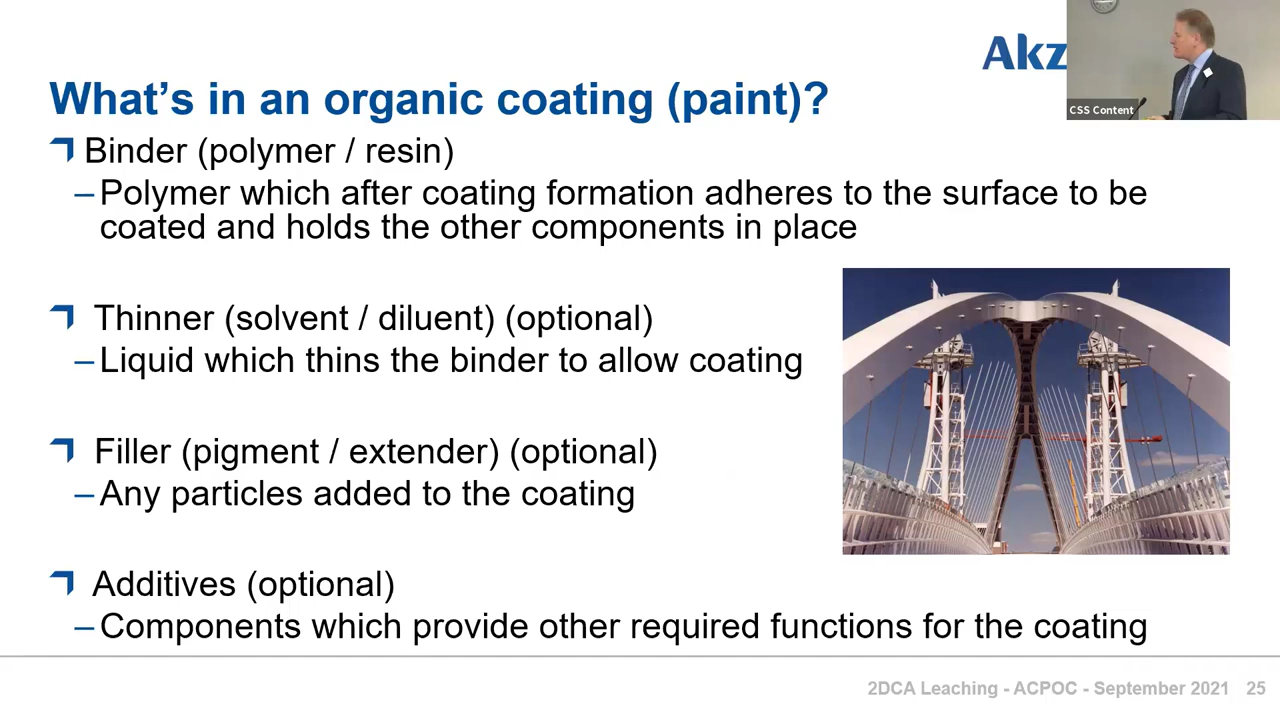 Akz
CSS Content
What's in an organic coating (paint)?
Binder (polymer / resin)
– Polymer which after coating formation adheres to the surface to be
coated and holds the other components in place
Thinner (solvent / diluent) (optional)
– Liquid which thins the binder to allow coating
Filler (pigment / extender) (optional)
– Any particles added to the coating
Additives (optional)
– Components which provide other required functions for the coating
2DCA Leaching - ACPOC - September 2021 25